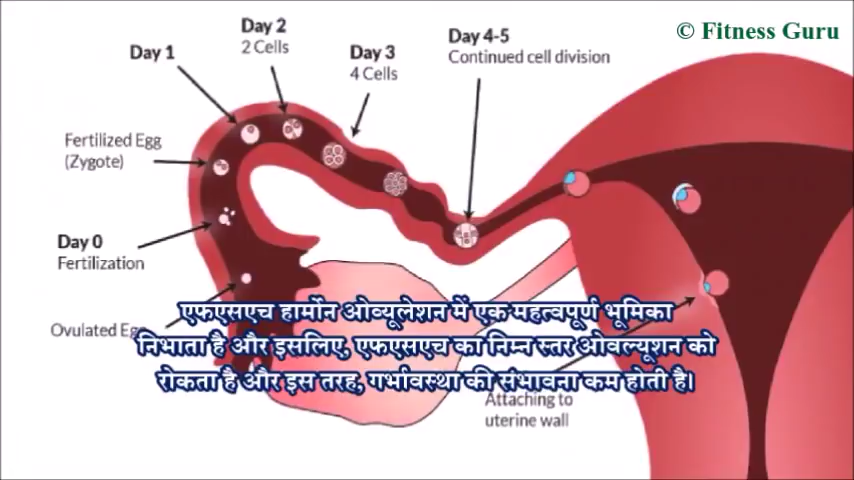 © Fitness Guru
Day 1
Day 2
2 Cells
Day 3
4 Cells
Day 4-5
Continued cell division
Fertilized Egg
(Zygote)
Day 0
Fertilization
Ovulated Egg
एफएसएच हार्मोन ओव्यूलेशन में एक महत्वपूर्ण भूमिका
निभाता है और इसलिए, एफएसएच का निम्न स्तर ओवल्यूशन को
रोकता है और इस तरह, गर्भावस्था की संभावना कम होती है।
Attaching to
uterine wall